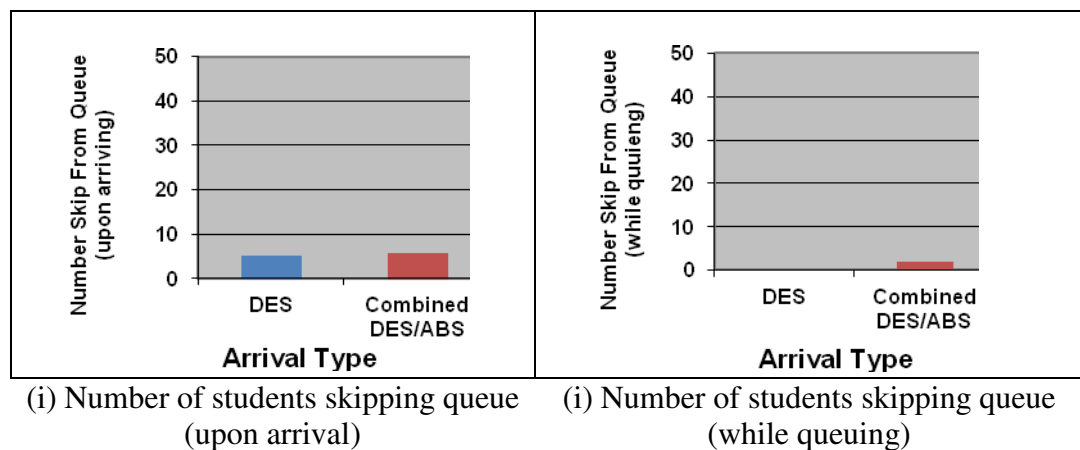 Number Skip From Queue
(upon arriving)
50
40
30
20
10
0
DES
Combined
DES/ABS
Arrival Type
Number Skip From Queue
(while quuieng)
50
40
30
20
10
0
DES
Combined
DES/ABS
Arrival Type
(i) Number of students skipping queue
(upon arrival)
(i) Number of students skipping queue
(while queuing)